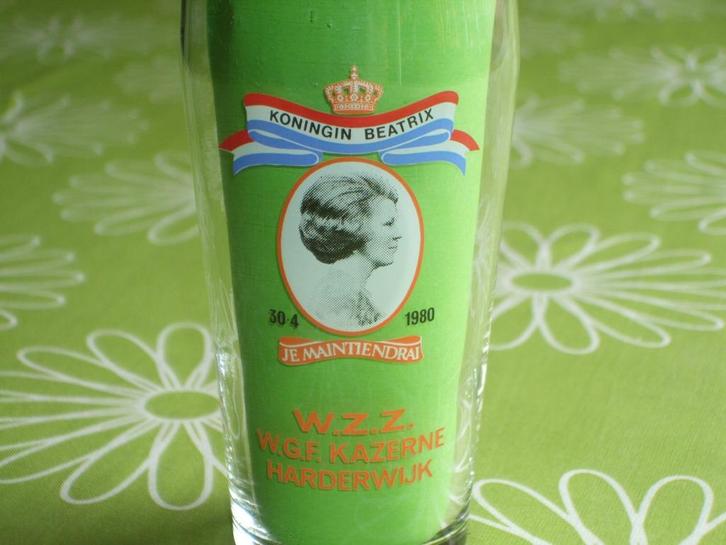 KONINGIN BEATRIX
30-4 1980
JE MAINTIENDRAI
W.Z.Z.
W.G.F. KAZERNE
HARDERWIJK